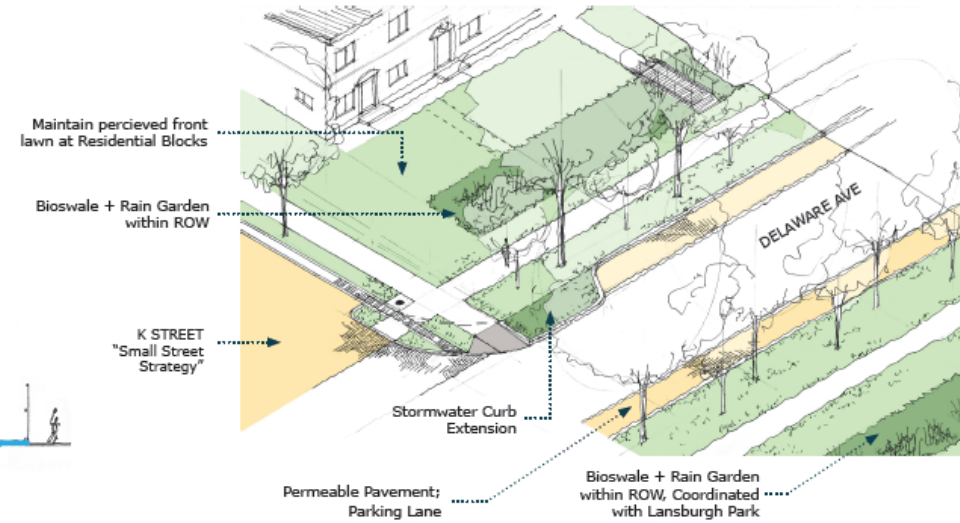 Maintain percieved front
lawn at Residential Blocks
Bioswale + Rain Garden
within ROW
DELAWARE AVE
K STREET
"Small Street
Strategy"
Stormwater Curb
Extension
Permeable Pavement;
Parking Lane
Bioswale + Rain Garden
within ROW, Coordinated
with Lansburgh Park